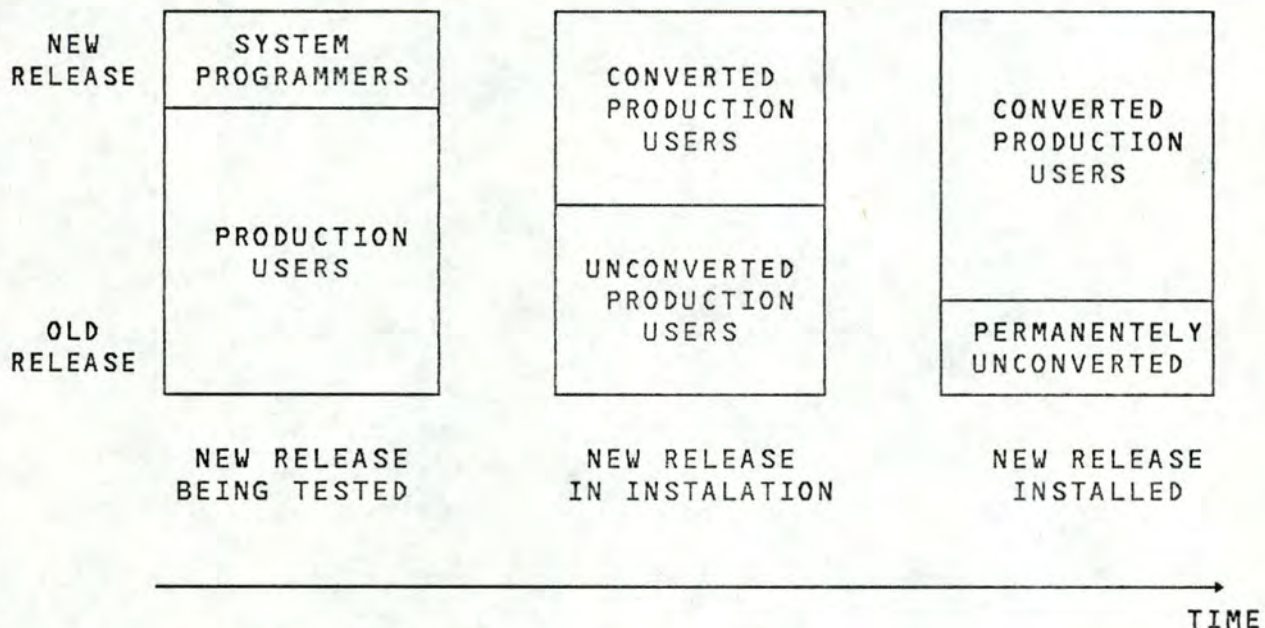 NEW
RELEASE
SYSTEM
PROGRAMMERS
PRODUCTION
USERS
OLD
RELEASE
NEW RELEASE
BEING TESTED
CONVERTED
PRODUCTION
USERS
UNCONVERTED
PRODUCTION
USERS
NEW RELEASE
IN INSTALATION
CONVERTED
PRODUCTION
USERS
PERMANENTELY
UNCONVERTED
NEW RELEASE
INSTALLED
TIME